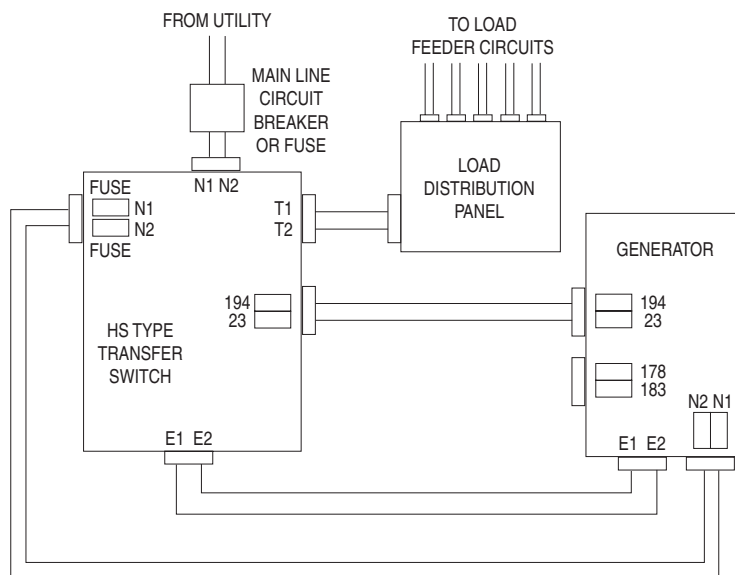 FROM UTILITY
TO LOAD
FEEDER CIRCUITS
MAIN LINE
CIRCUIT
BREAKER
OR FUSE
LOAD
DISTRIBUTION
PANEL
FUSE
N1
N2
FUSE
N1 N2
T1
T2
194
23
HS TYPE
TRANSFER
SWITCH
E1 E2
GENERATOR
194
23
178
183
N2 N1
E1 E2